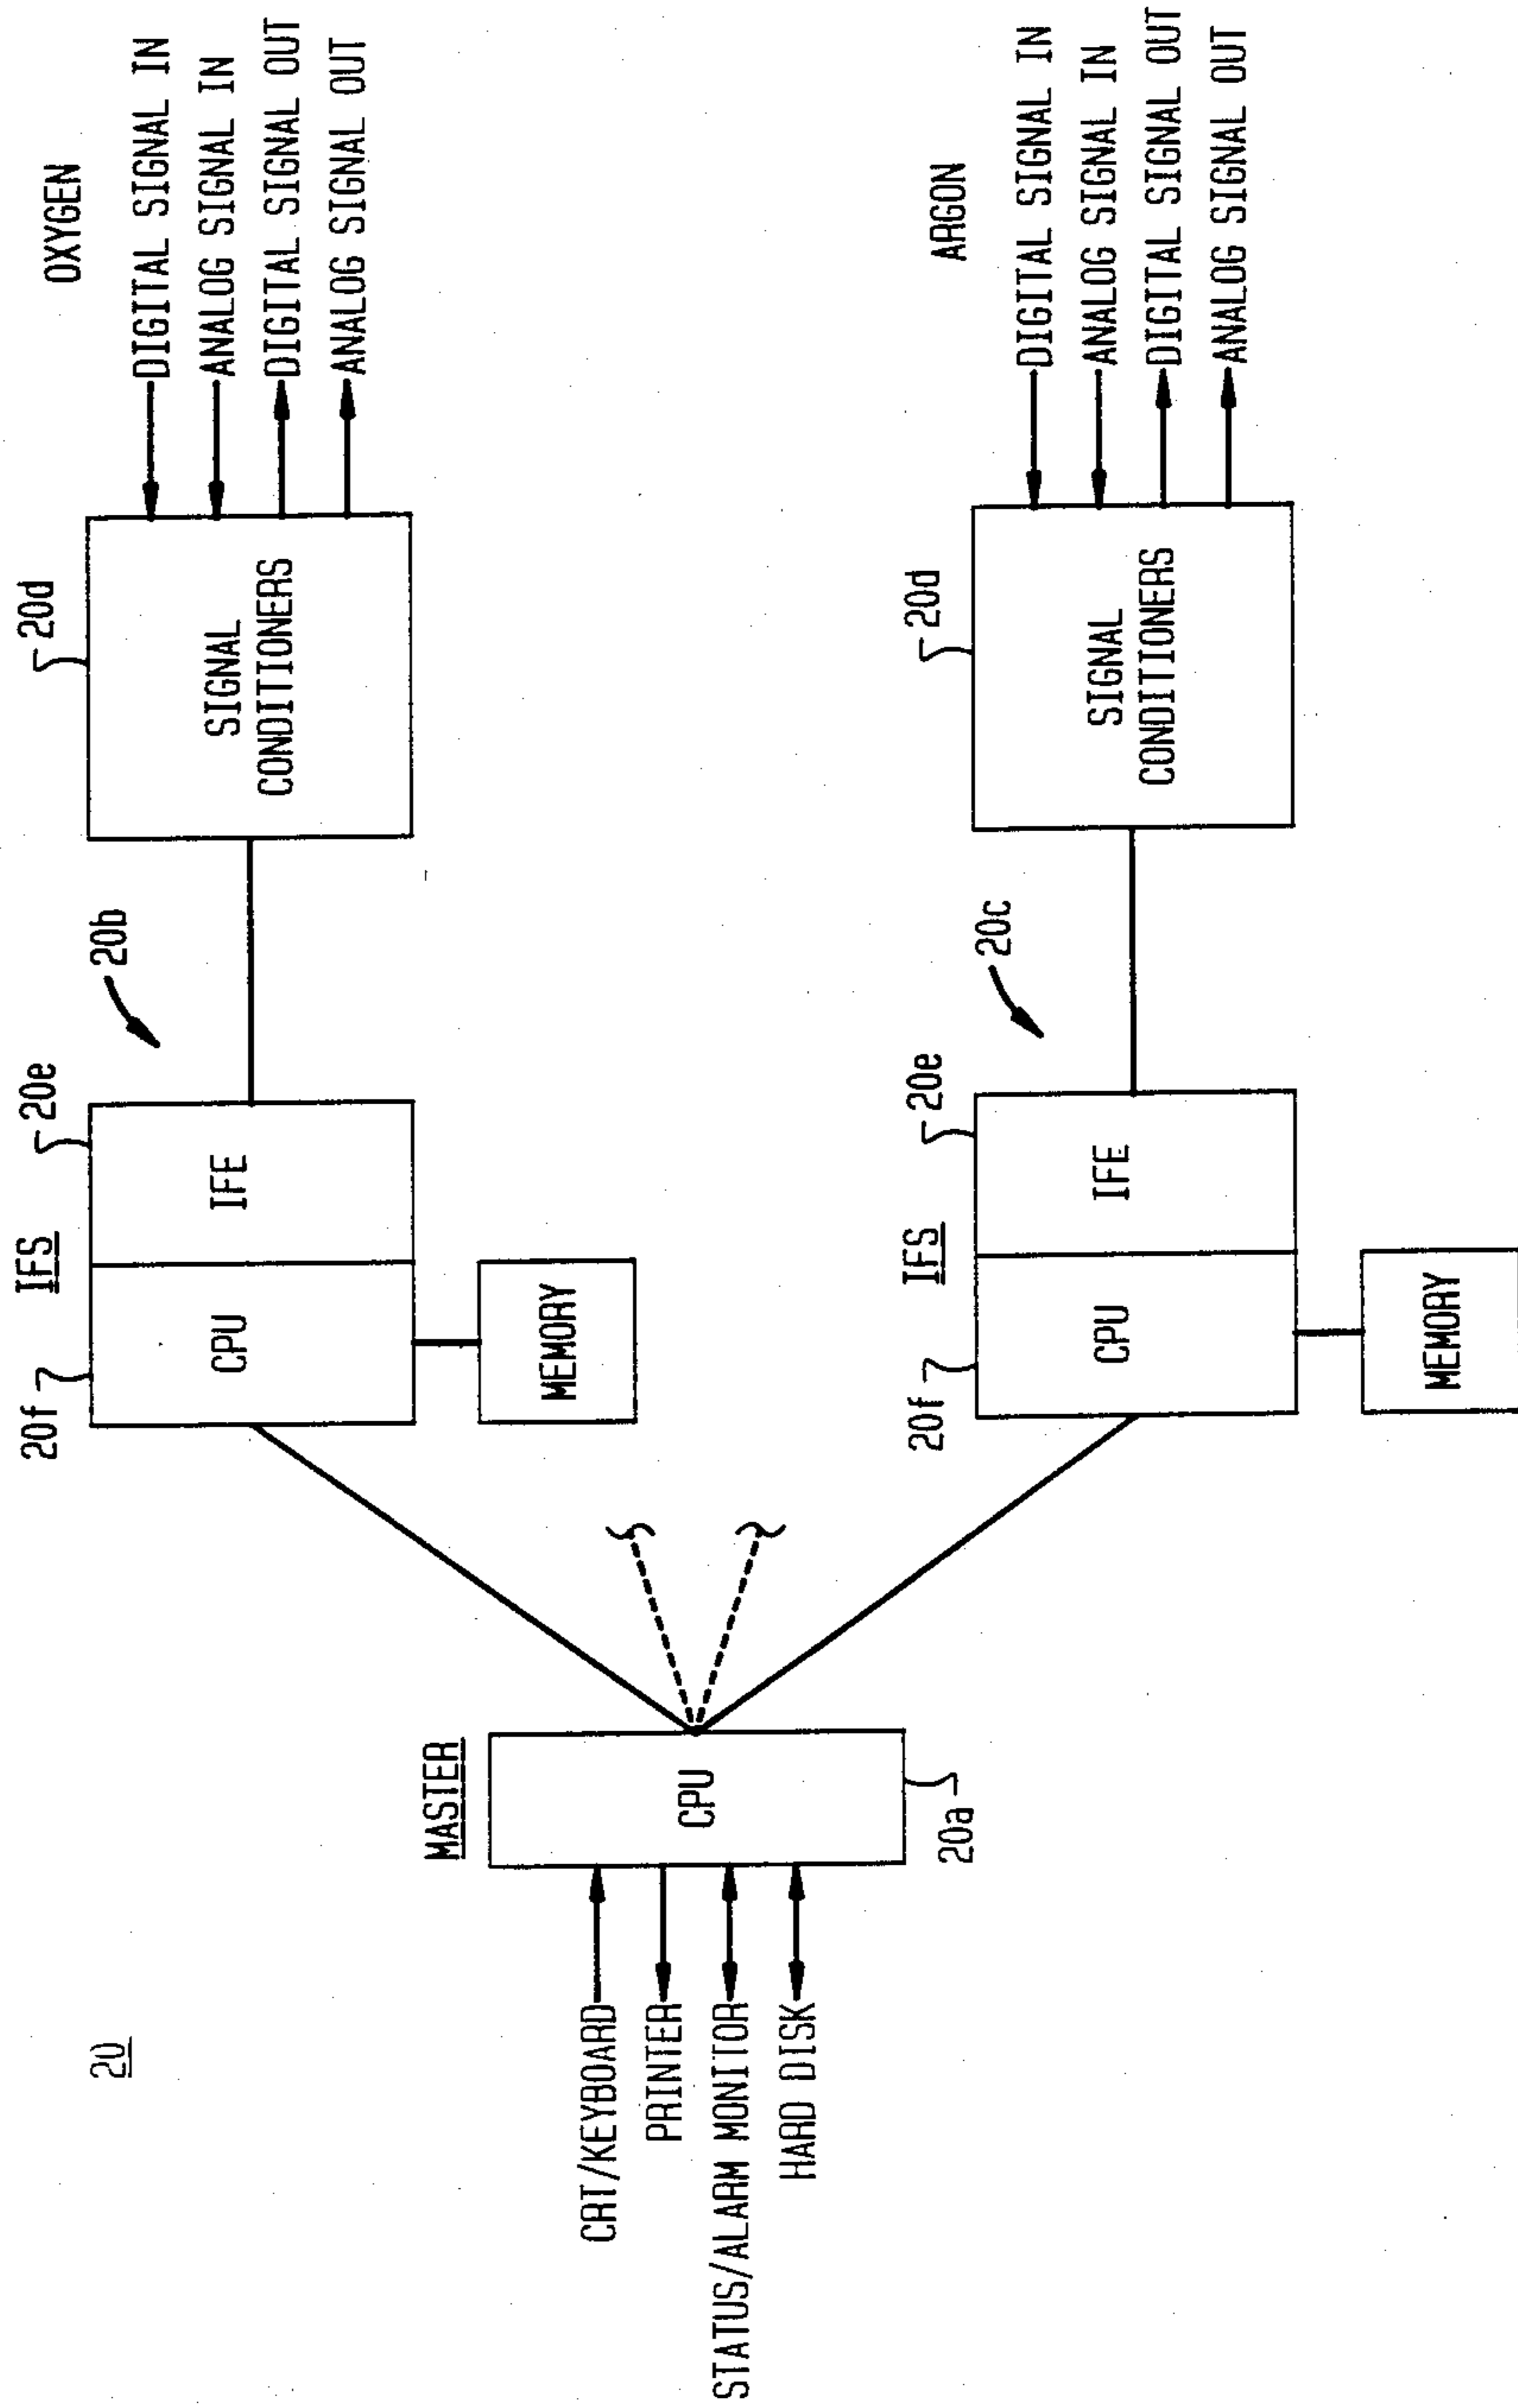 20
CRT/KEYBOARD
PRINTER
STATUS/ALARM MONITOR
HARD DISK
MASTER
CPU
20a
20f
IFS
20e
CPU
IFE
MEMORY
20b
20d
SIGNAL
CONDITIONERS
OXYGEN
DIGITAL SIGNAL IN
ANALOG SIGNAL IN
DIGITAL SIGNAL OUT
ANALOG SIGNAL OUT
20f
IFS
20e
CPU
IFE
MEMORY
20c
20d
SIGNAL
CONDITIONERS
ARGON
DIGITAL SIGNAL IN
ANALOG SIGNAL IN
DIGITAL SIGNAL OUT
ANALOG SIGNAL OUT